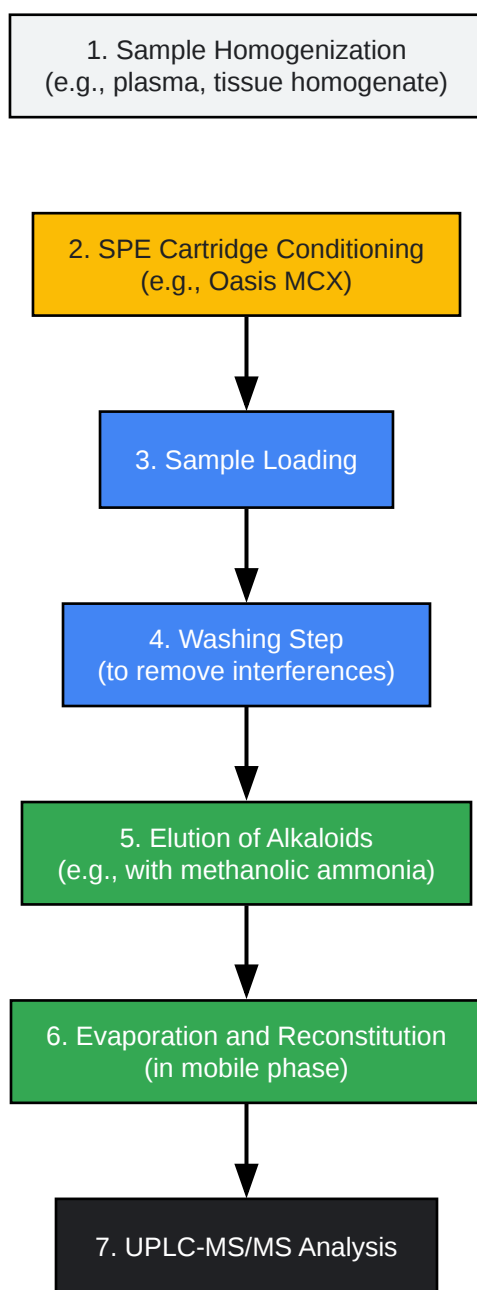 1. Sample Homogenization
(e.g., plasma, tissue homogenate)
2. SPE Cartridge Conditioning
(e.g., Oasis MCX)
3. Sample Loading
4. Washing Step
(to remove interferences)
5. Elution of Alkaloids
(e.g., with methanolic ammonia)
6. Evaporation and Reconstitution
(in mobile phase)
7. UPLC-MS/MS Analysis